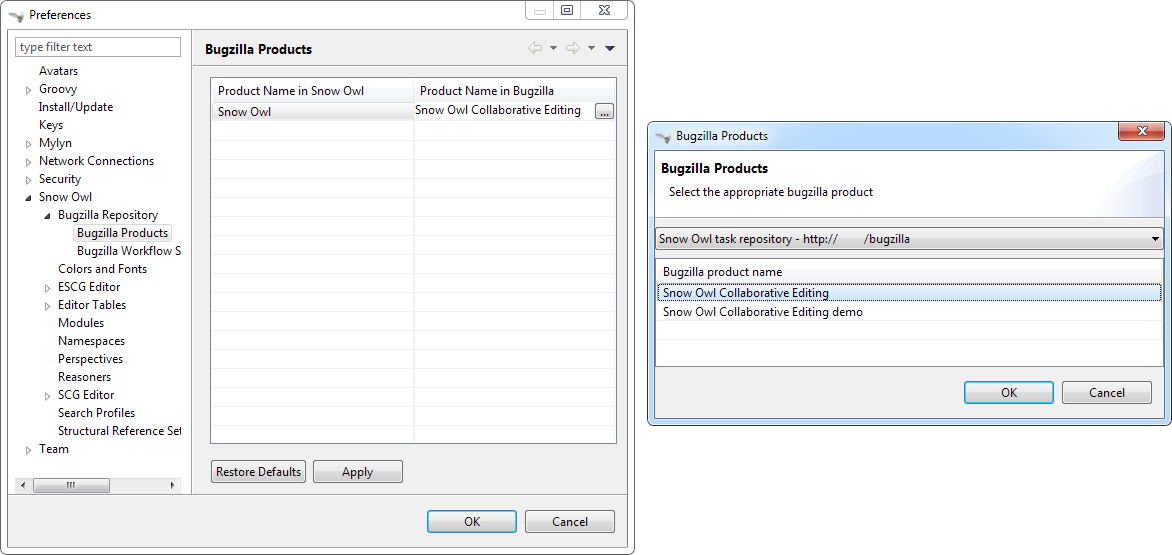 Preferences
type filter text
Avatars
Groovy
Install/Update
Keys
Mylyn
Network Connections
Security
Snow Owl
Bugzilla Repository
Bugzilla Products
Bugzilla Workflow S
Colors and Fonts
ESCG Editor
Editor Tables
Modules
Namespaces
Perspectives
Reasoners
SCG Editor
Search Profiles
Structural Reference Set
Team
Bugzilla Products
Product Name in Snow Owl Product Name in Bugzilla
Snow Owl Snow Owl Collaborative Editing ...
Restore Defaults Apply
OK Cancel
Bugzilla Products
Bugzilla Products
Select the appropriate bugzilla product
Snow Owl task repository - http:// /bugzilla
Bugzilla product name
Snow Owl Collaborative Editing
Snow Owl Collaborative Editing demo
OK Cancel